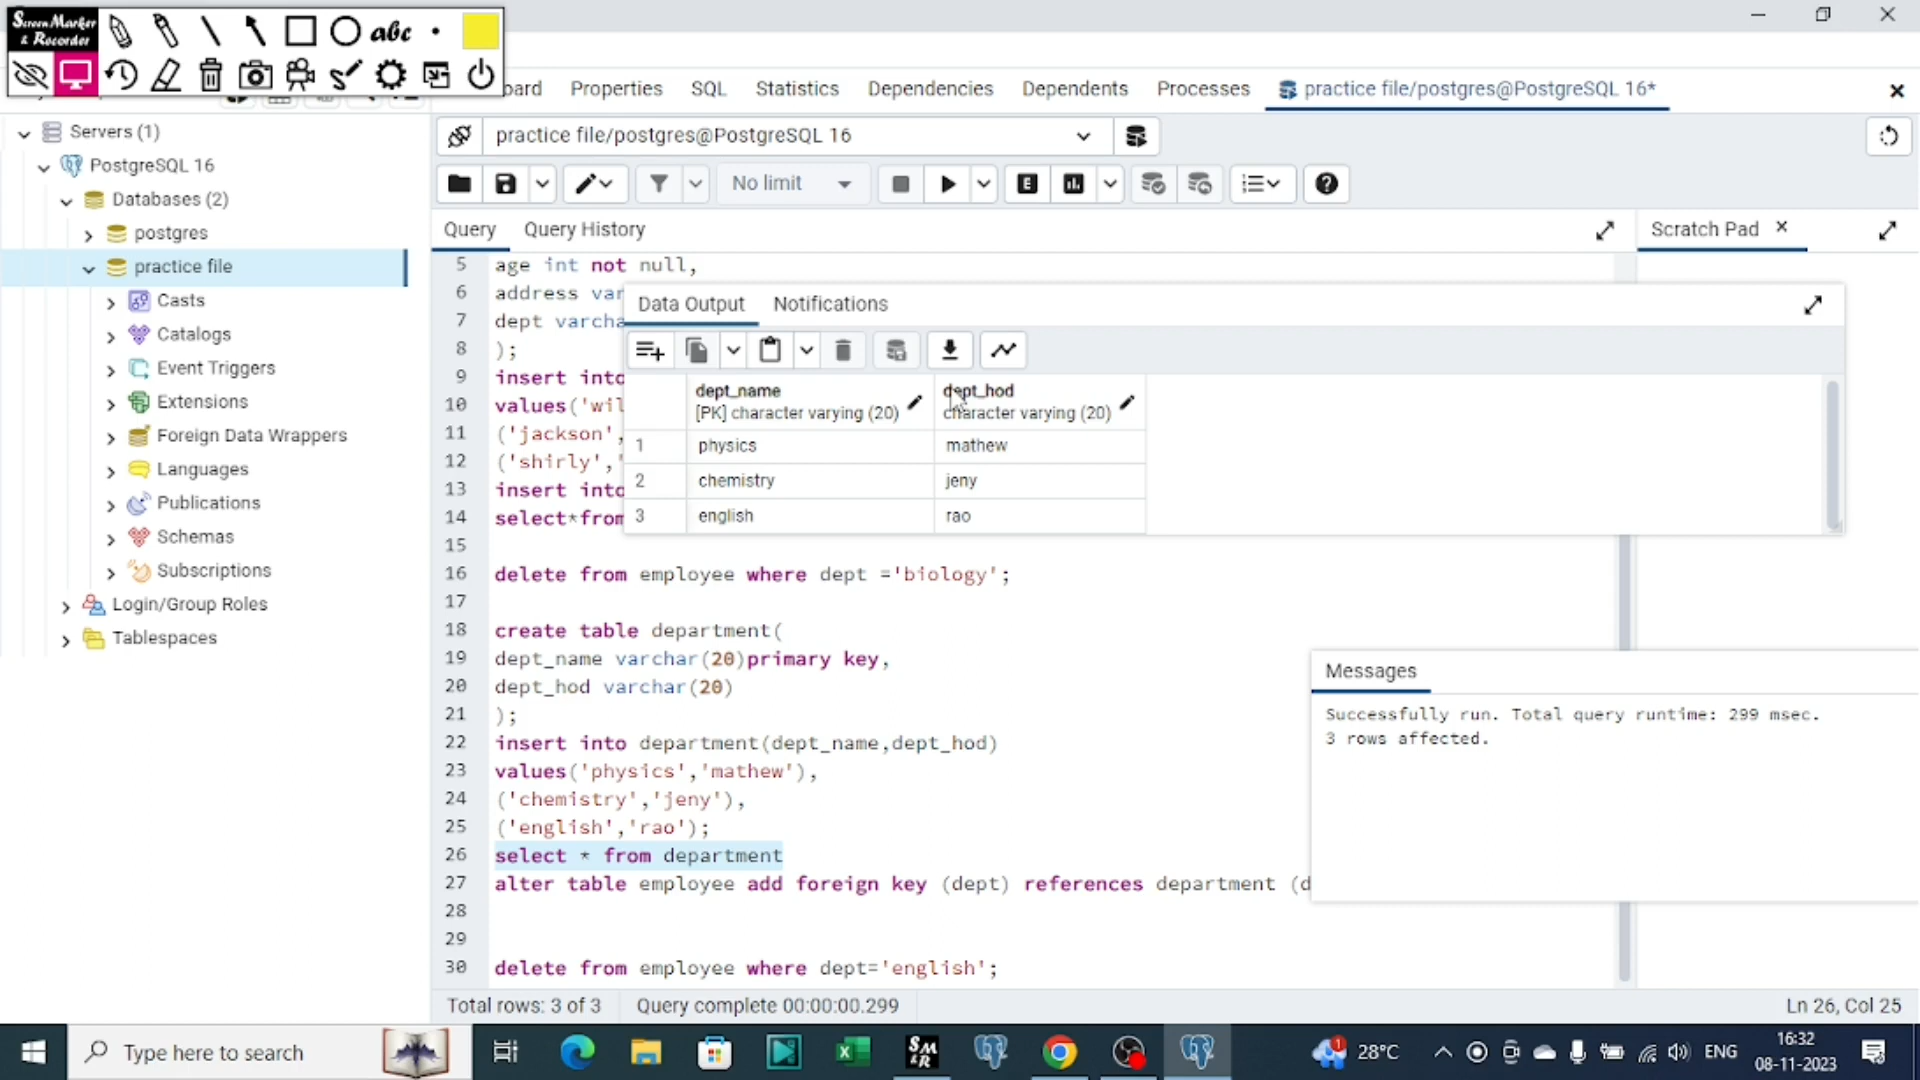 Screen Marker
& Recorder
abc
oard
Properties
SQL
Statistics
Dependencies
Dependents
Processes
practice file/postgres@PostgreSQL 16*
Servers (1)
PostgreSQL 16
Databases (2)
postgres
practice file
Casts
Catalogs
Event Triggers
Extensions
Foreign Data Wrappers
Languages
Publications
Schemas
Subscriptions
Login/Group Roles
Tablespaces
practice file/postgres@PostgreSQL 16
No limit
E
Query
Query History
Scratch Pad
5 age int not null,
6 address var
7 dept varcha
8 );
9 insert into
10 values('wil
11 ('jackson',
12 ('shirly','
13 insert into
14 select*from
15
16 delete from employee where dept ='biology';
17
18 create table department(
19 dept_name varchar(20)primary key,
20 dept_hod varchar(20)
21 );
22 insert into department(dept_name,dept_hod)
23 values('physics','mathew'),
24 ('chemistry','jeny'),
25 ('english','rao');
26 select * from department
27 alter table employee add foreign key (dept) references department (d
28
29
30 delete from employee where dept='english';
Data Output
Notifications
dept_name
[PK] character varying (20)
dept_hod
character varying (20)
1 physics mathew
2 chemistry jeny
3 english rao
Messages
Successfully run. Total query runtime: 299 msec.
3 rows affected.
Total rows: 3 of 3
Query complete 00:00:00.299
Ln 26, Col 25
Type here to search
SM
&R
1
28°C
ENG
16:32
08-11-2023